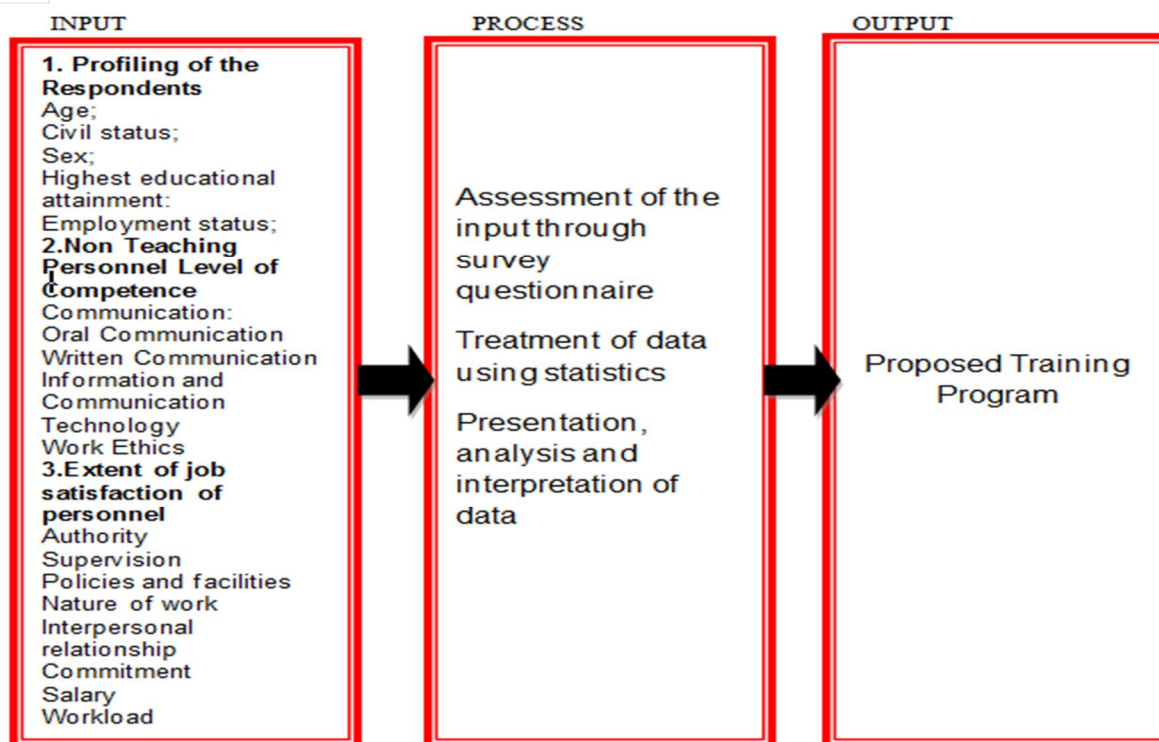 INPUT
1. Profiling of the
Respondents
Age;
Civil status;
Sex;
Highest educational
attainment:
Employment status;
2.Non Teaching
Personnel Level of
Competence
Communication:
Oral Communication
Written Communication
Information and
Communication
Technology
Work Ethics
3.Extent of job
satisfaction of
personnel
Authority
Supervision
Policies and facilities
Nature of work
Interpersonal
relationship
Commitment
Salary
Workload
PROCESS
Assessment of the
input through
survey
questionnaire
Treatment of data
using statistics
Presentation,
analysis and
interpretation of
data
OUTPUT
Proposed Training
Program